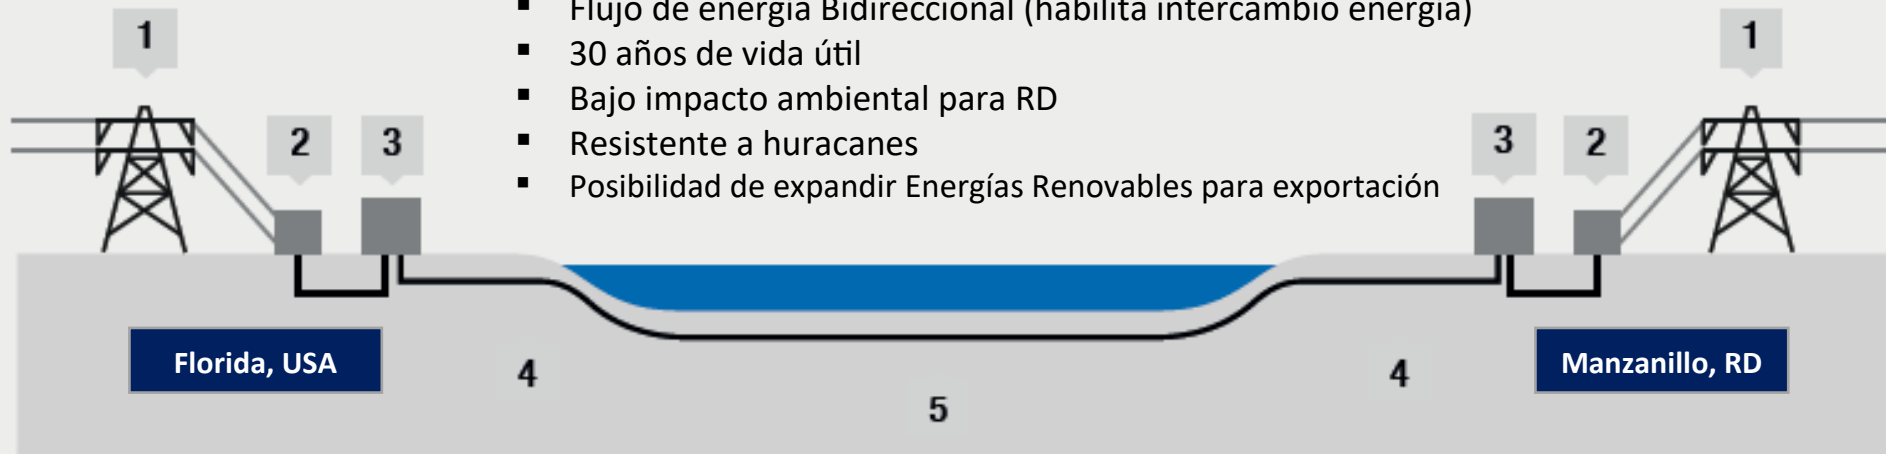 Flujo de energía Bidireccional (habilita intercambio energía)
1
1
▪ 30 años de vida útil
▪ Bajo impacto ambiental para RD
2
3
▪ Resistente a huracanes
3
2
▪ Posibilidad de expandir Energías Renovables para exportación
Florida, USA
4
4
Manzanillo, RD
5